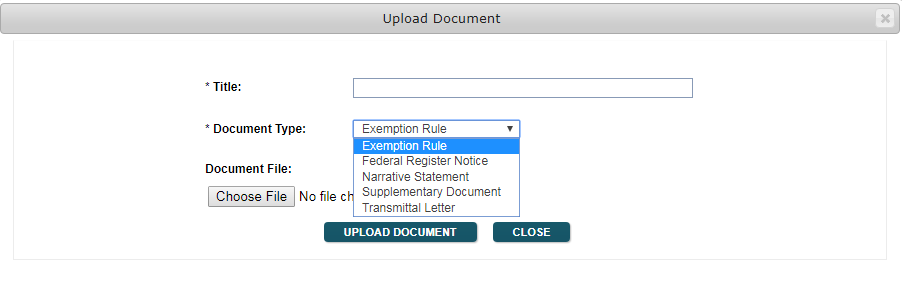 Upload Document
* Title:
* Document Type: Exemption Rule
Exemption Rule
Federal Register Notice
Document File:
Narrative Statement
Supplementary Document
Choose File No file ch
Transmittal Letter
UPLOAD DOCUMENT CLOSE